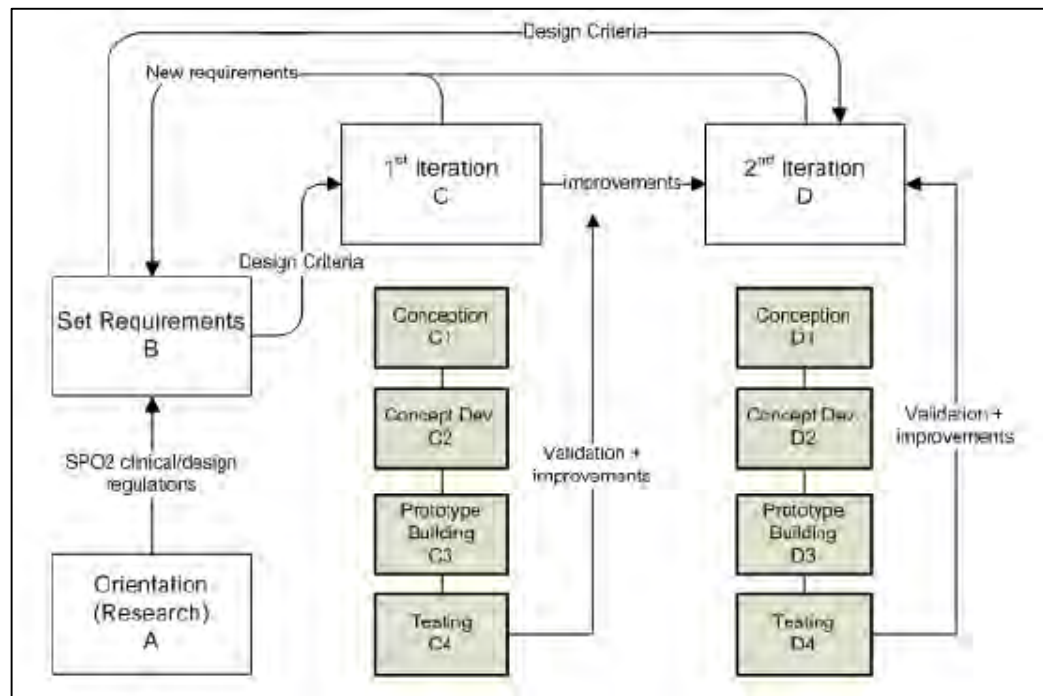 Design Criteria
New requirements
1st Iteration
C
improvements
2nd Iteration
D
Design Criteria
Set Requirements
B
Conception
C1
Conception
D1
Concept Dev
C2
Concept Dev.
D2
Validation +
improvements
Validation +
improvements
SPO2 clinical/design
regulations
Prototype
Building
C3
Prototype
Building
D3
Orientation
(Research)
A
Testing
C4
Testing
D4